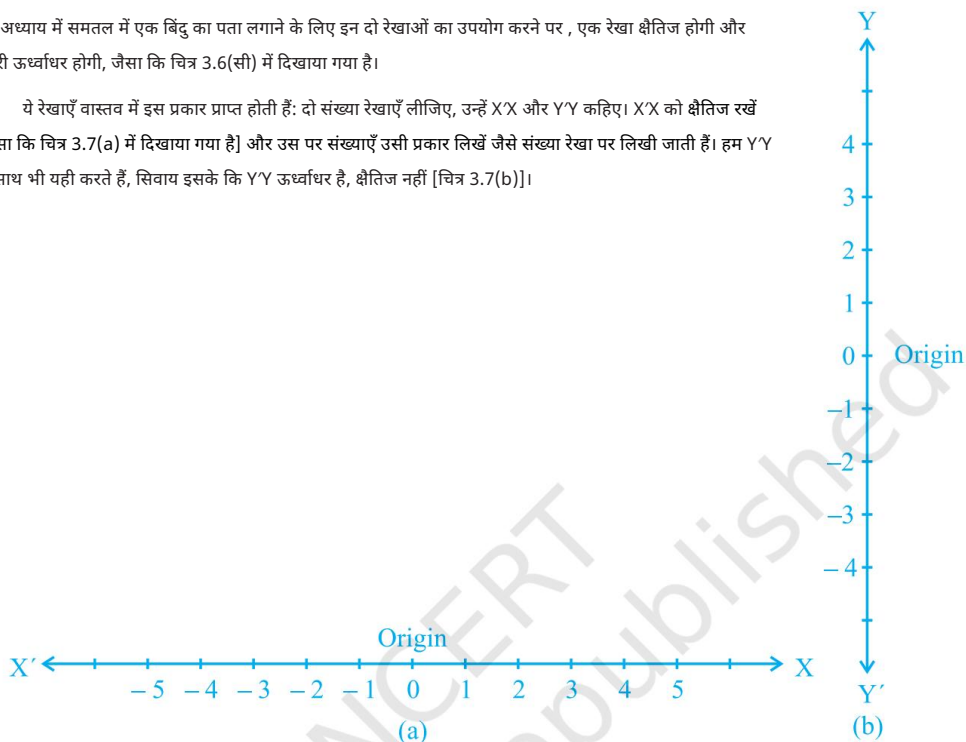 अध्याय में समतल में एक बिंदु का पता लगाने के लिए इन दो रेखाओं का उपयोग करने पर , एक रेखा क्षैतिज होगी और
री ऊर्ध्वाधर होगी, जैसा कि चित्र 3.6(सी) में दिखाया गया है।
ये रेखाएँ वास्तव में इस प्रकार प्राप्त होती हैं: दो संख्या रेखाएँ लीजिए, उन्हें X′X और Y′Y कहिए। X′X को क्षैतिज रखें
सा कि चित्र 3.7(a) में दिखाया गया है] और उस पर संख्याएँ उसी प्रकार लिखें जैसे संख्या रेखा पर लिखी जाती हैं। हम Y′Y
साथ भी यही करते हैं, सिवाय इसके कि Y′Y ऊर्ध्वाधर है, क्षैतिज नहीं [चित्र 3.7(b)]।
Y
4
3
2
1
0 Origin
–1
–2
–3
– 4
Y´
(b)
Origin
X´ X
– 5 – 4 – 3 – 2 – 1 0 1 2 3 4 5
(a)
NCERT
republished